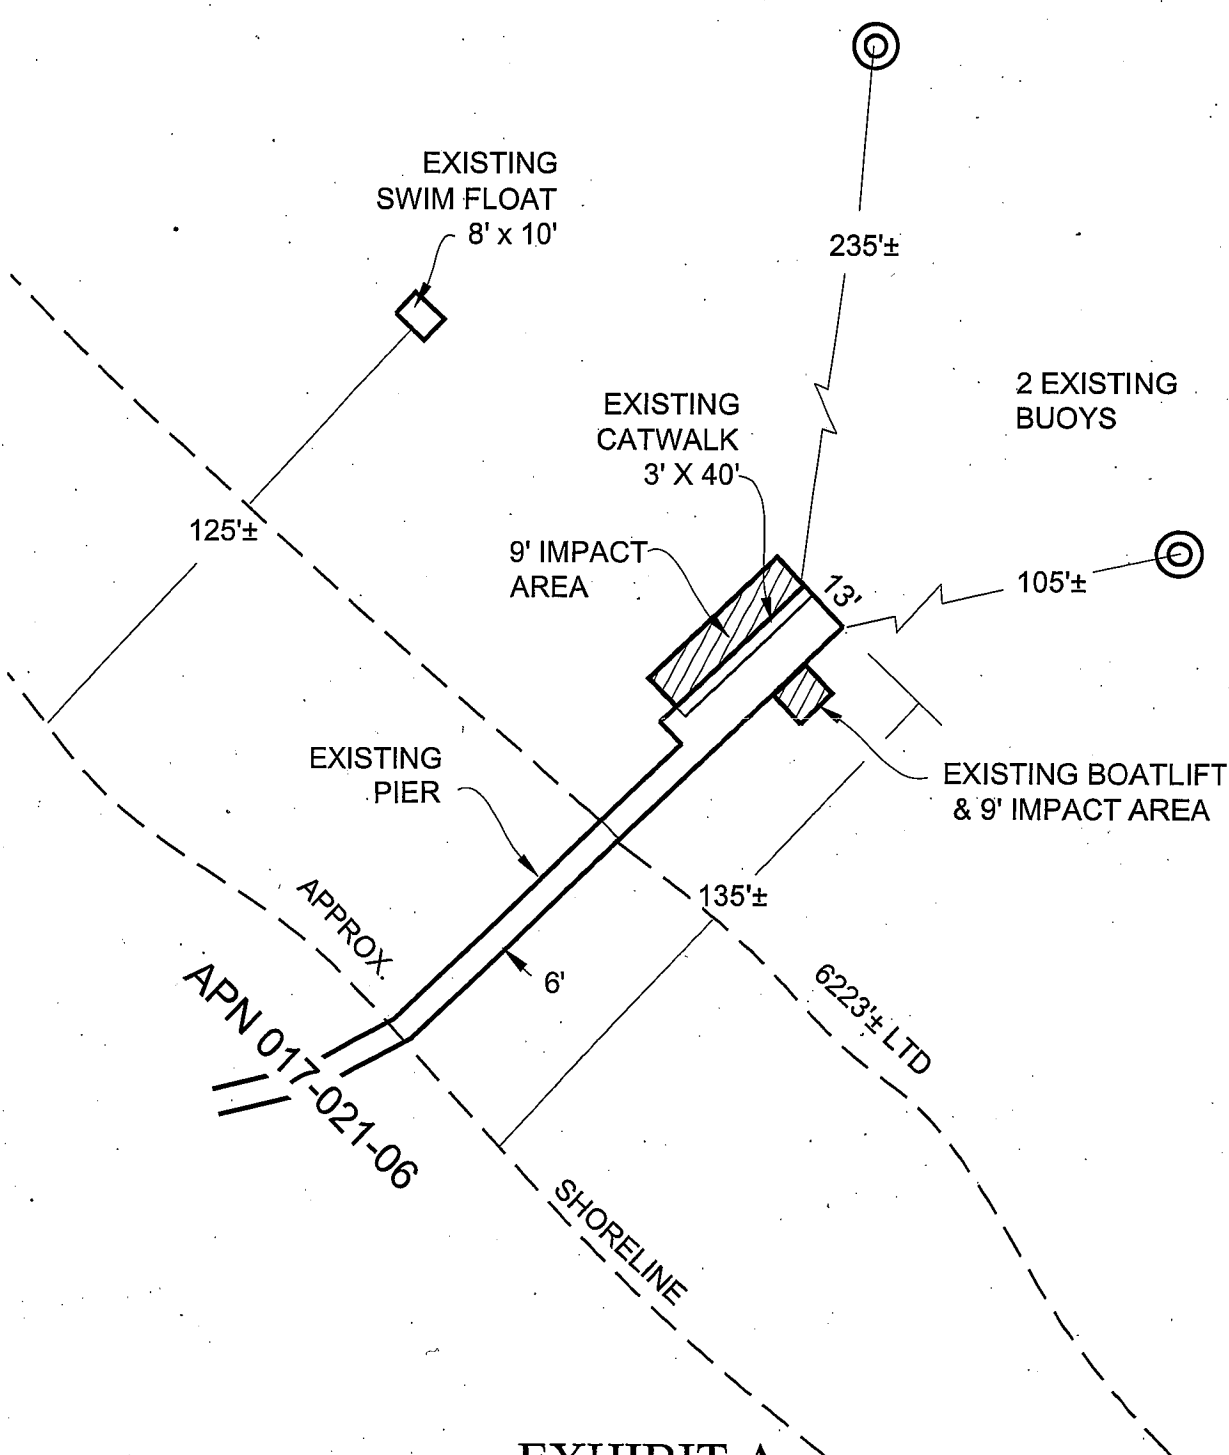 EXISTING
SWIM FLOAT
8' x 10'
235'±
2 EXISTING
BUOYS
EXISTING
CATWALK
3' X 40'
125'±
9' IMPACT
AREA
13'
105'±
EXISTING
PIER
EXISTING BOATLIFT
& 9' IMPACT AREA
135'±
APPROX.
6'
6223'± LTD
APN 017-021-06
SHORELINE
EXHIBIT A